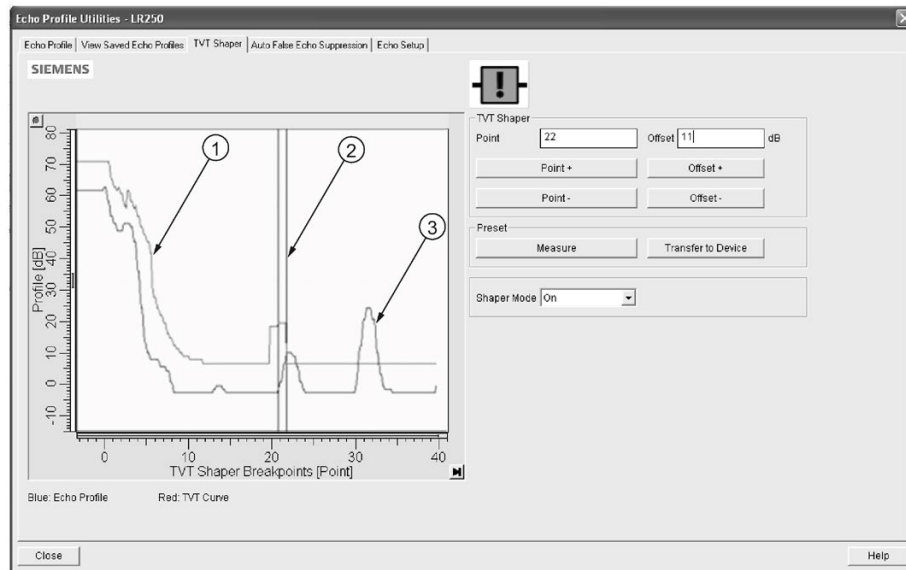 Echo Profile Utilities - LR250
Echo Profile View Saved Echo Profiles TVT Shaper Auto False Echo Suppression Echo Setup
SIEMENS
TVT Shaper
Point 22 Offset 11 dB
Point + Offset +
Point - Offset -
Preset
Measure Transfer to Device
Shaper Mode On
80
70
60
50
40
30
20
10
0
-10
Profile [dB]
1
2
3
0 10 20 30 40
TVT Shaper Breakpoints [Point]
Blue: Echo Profile Red: TVT Curve
Close Help